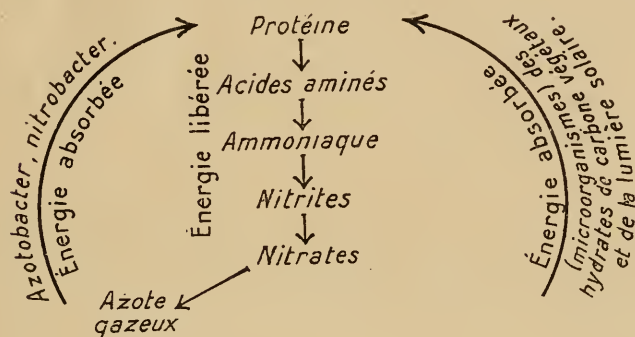 Azotobacter, nitrobacter.
Énergie absorbée
Énergie libérée
Protéine
Acides aminés
Ammoniaque
Nitrites
Nitrates
Azote
gazeux
Énergie absorbée
(microorganismes) des
hydrates de carbone végétaux
et de la lumière solaire.